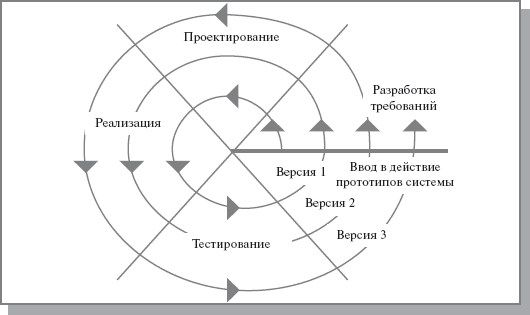 Проектирование
Разработка
требований
Реализация
Версия 1
Ввод в действие
прототипов системы
Версия 2
Версия 3
Тестирование